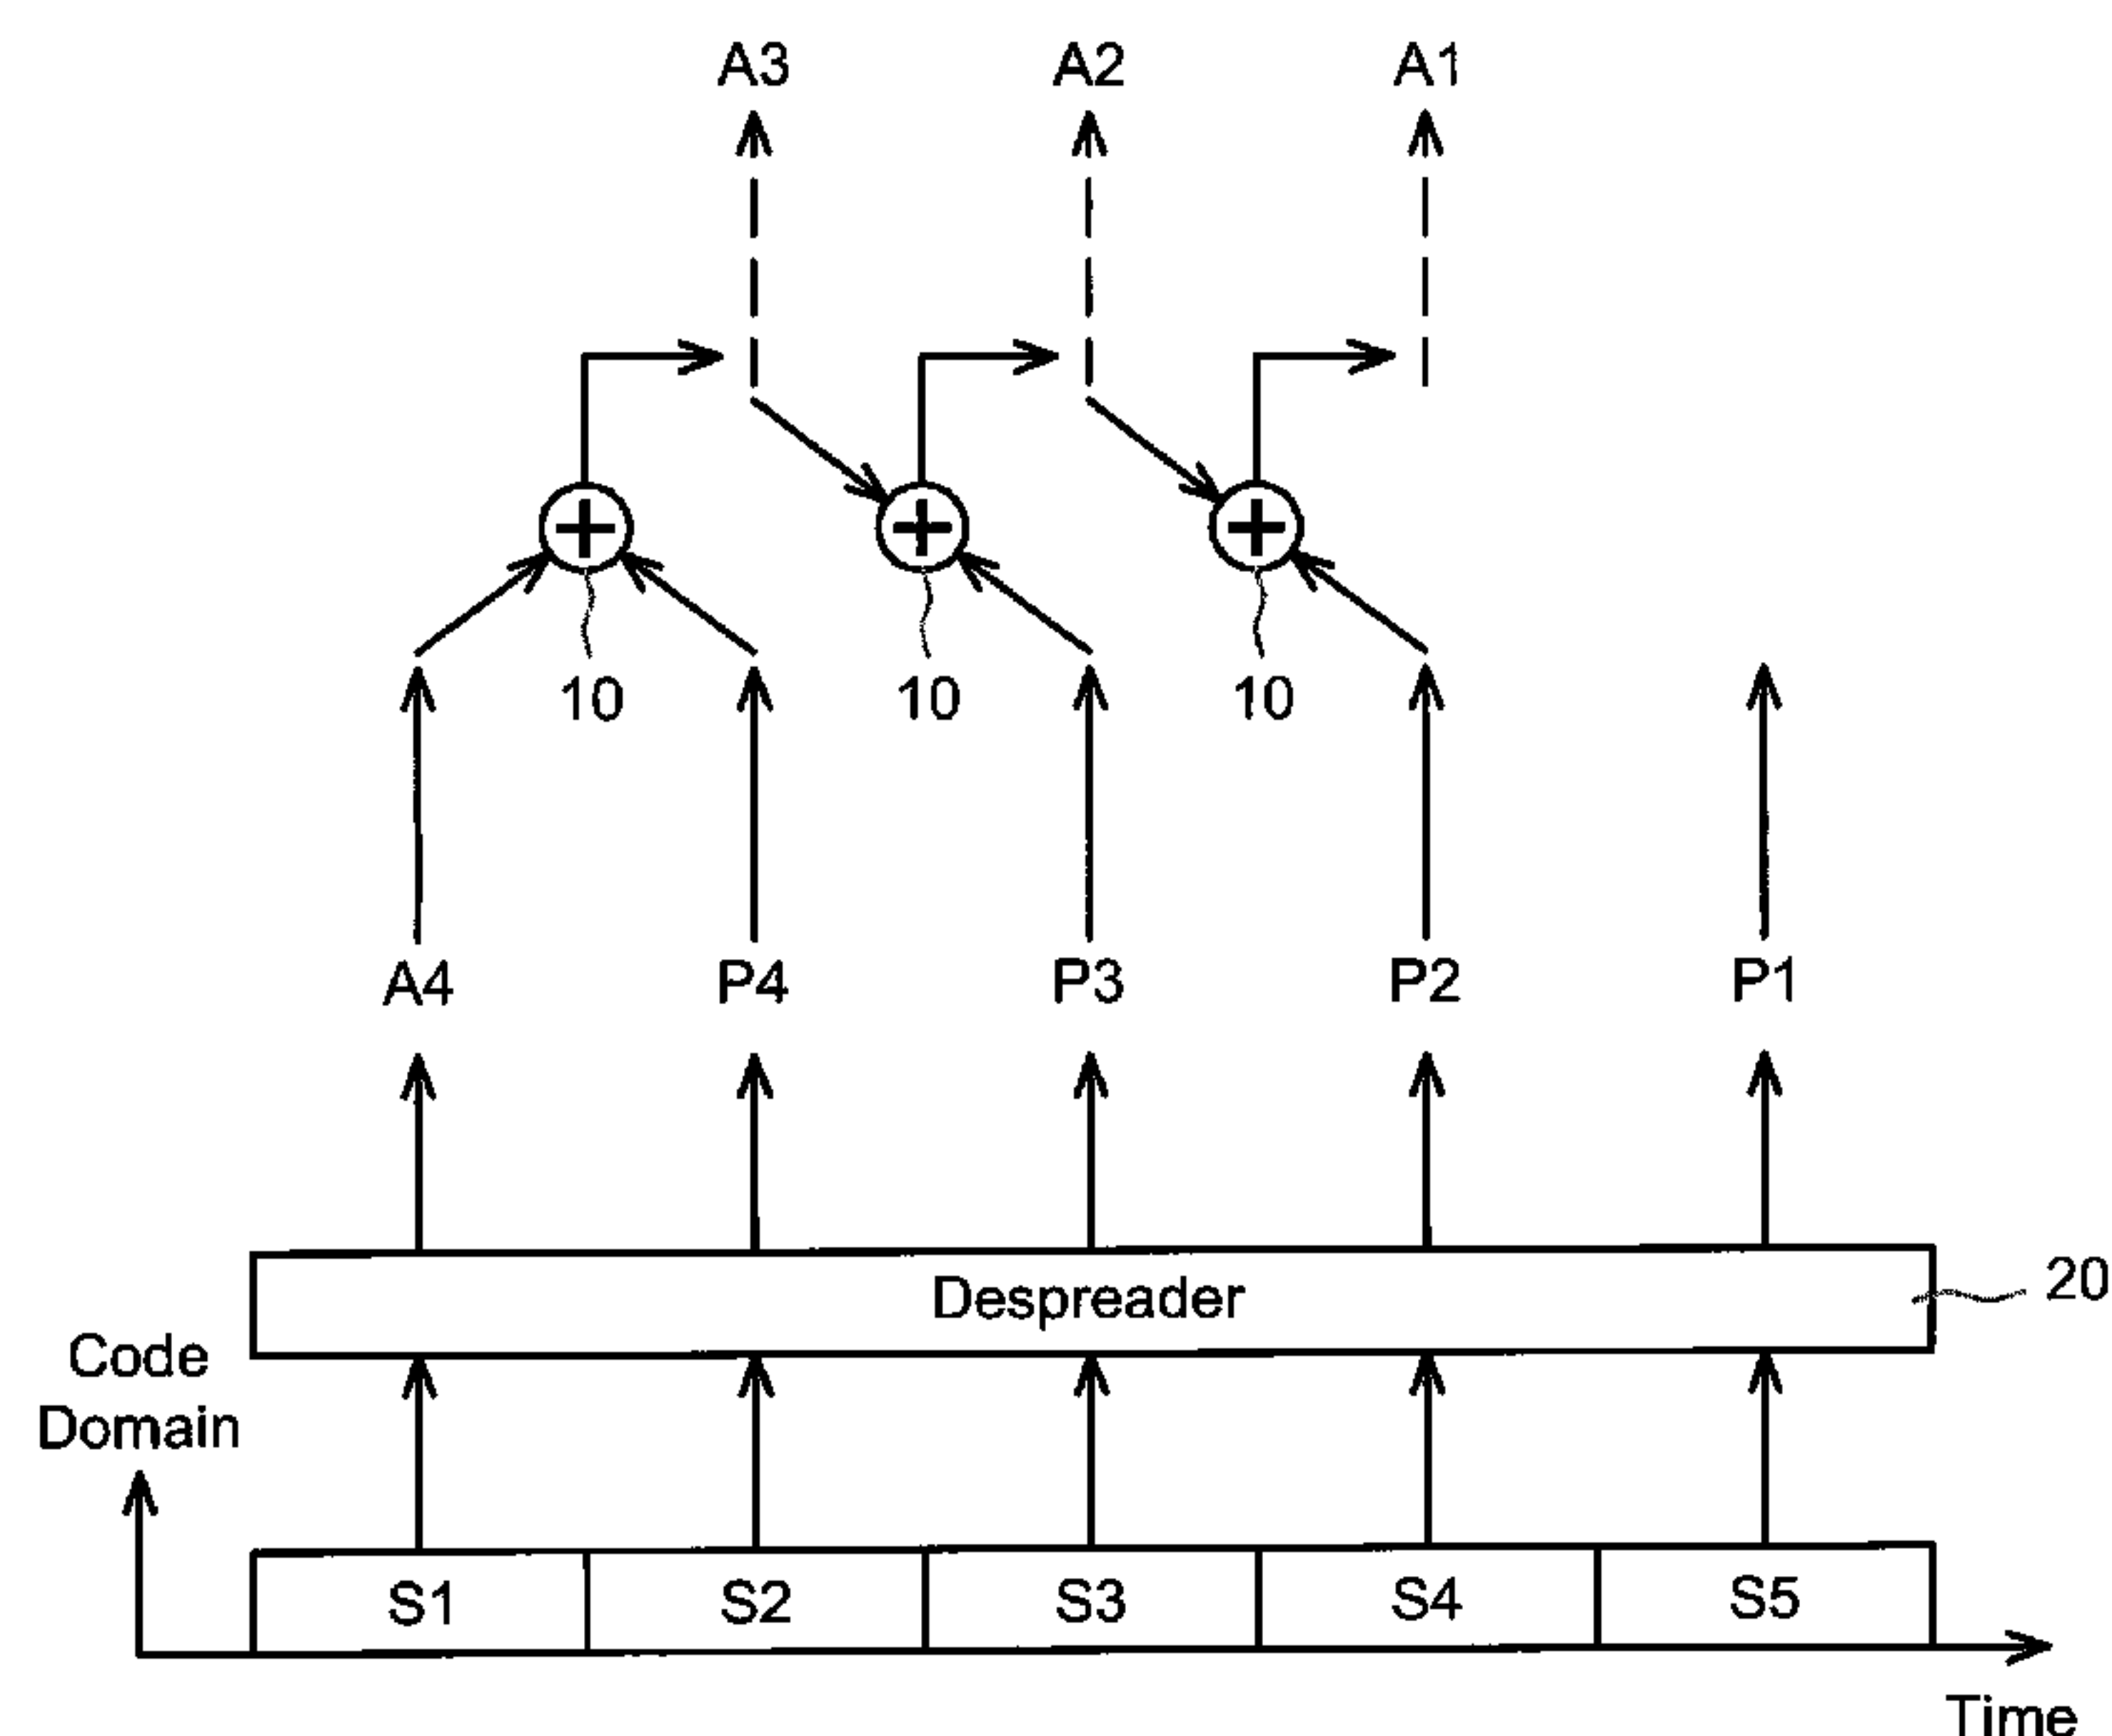 A3 A2 A1
10 10 10
A4 P4 P3 P2 P1
Despreader 20
Code
Domain
S1 S2 S3 S4 S5
Time